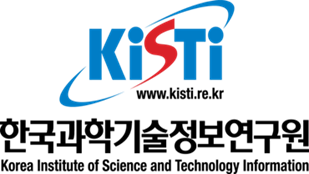 KiSTi
www.kisti.re.kr
한국과학기술정보연구원
Korea Institute of Science and Technology Information